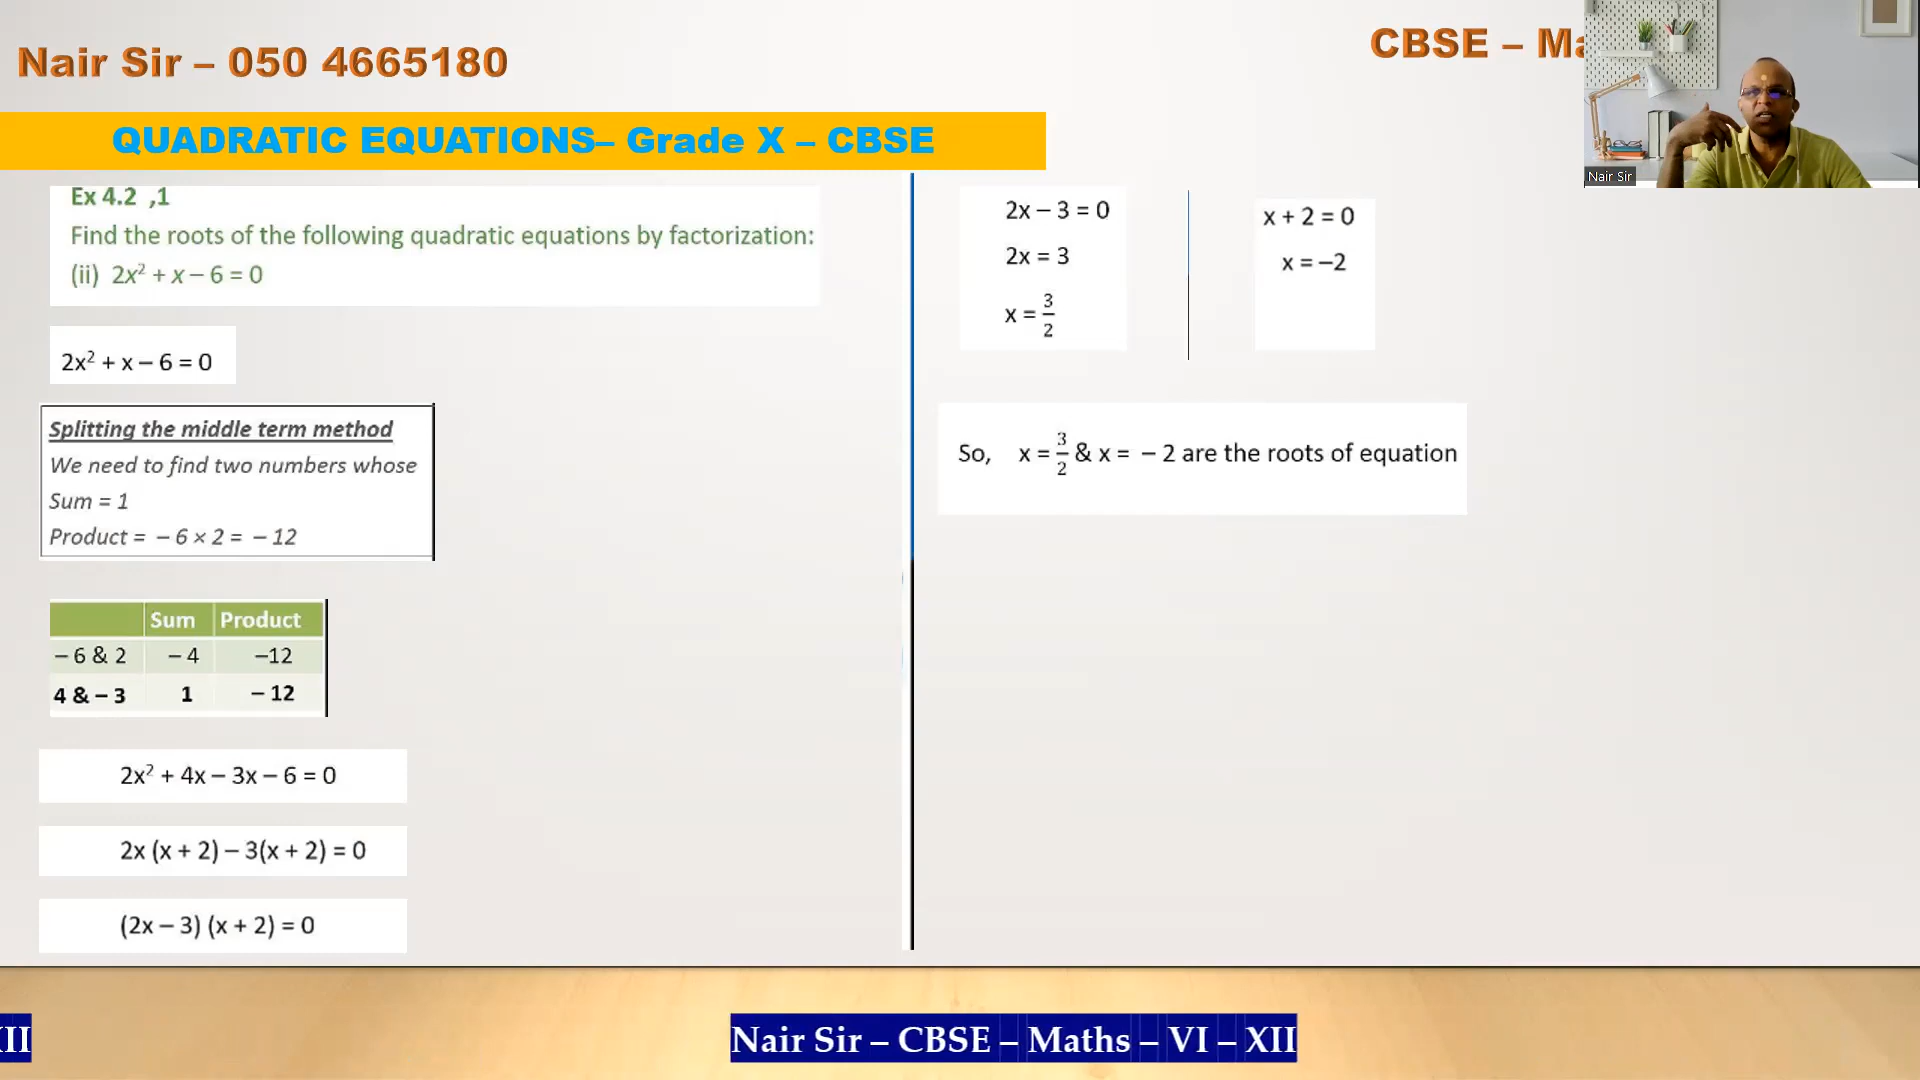 Nair Sir – 050 4665180
CBSE – Ma
Nair Sir
QUADRATIC EQUATIONS– Grade X – CBSE
Ex 4.2 ,1
Find the roots of the following quadratic equations by factorization:
(ii) 2x² + x – 6 = 0
2x² + x – 6 = 0
Splitting the middle term method
We need to find two numbers whose
Sum = 1
Product = – 6 × 2 = – 12
Sum Product
– 6 & 2 – 4 –12
4 & – 3 1 – 12
2x² + 4x – 3x – 6 = 0
2x (x + 2) – 3(x + 2) = 0
(2x – 3) (x + 2) = 0
2x – 3 = 0
2x = 3
x = 3/2
x + 2 = 0
x = –2
So, x = 3/2 & x = – 2 are the roots of equation
XII
Nair Sir – CBSE – Maths – VI – XII